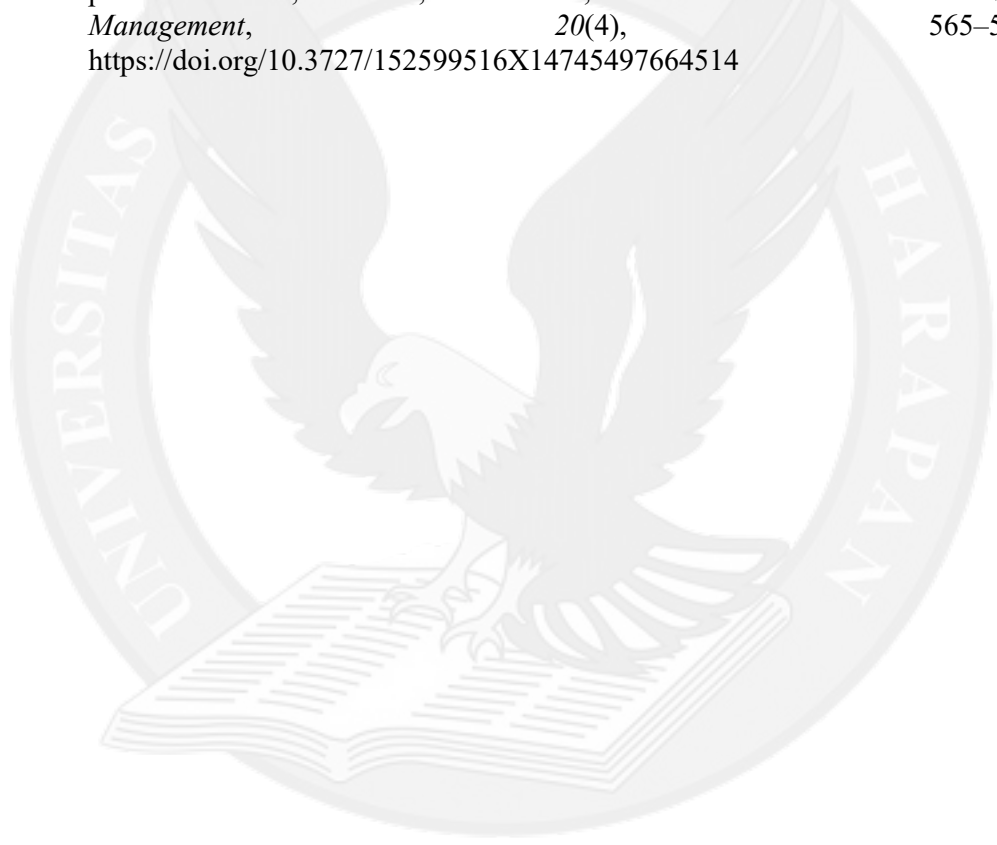 Management, 20(4), 565–5
https://doi.org/10.3727/152599516X14745497664514
UNIVERSITAS
HARAPAN